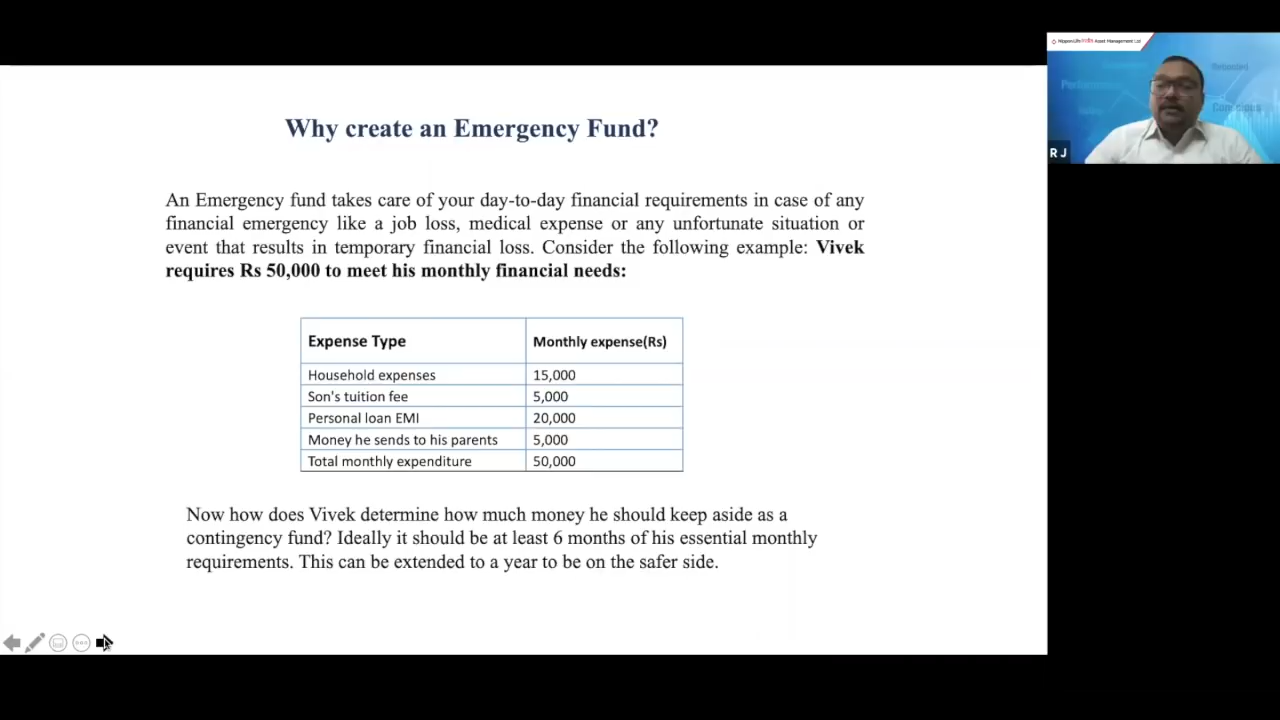 Why create an Emergency Fund?
An Emergency fund takes care of your day-to-day financial requirements in case of any
financial emergency like a job loss, medical expense or any unfortunate situation or
event that results in temporary financial loss. Consider the following example: Vivek
requires Rs 50,000 to meet his monthly financial needs:
Expense Type Monthly expense(Rs)
Household expenses 15,000
Son's tuition fee 5,000
Personal loan EMI 20,000
Money he sends to his parents 5,000
Total monthly expenditure 50,000
Now how does Vivek determine how much money he should keep aside as a
contingency fund? Ideally it should be at least 6 months of his essential monthly
requirements. This can be extended to a year to be on the safer side.
Nippon Life India Asset Management Ltd
R J